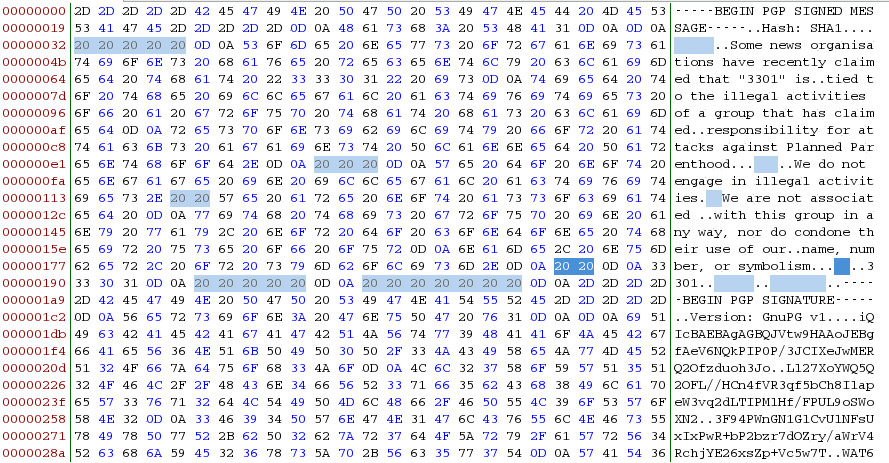 00000000 2D 2D 2D 2D 2D 42 45 47 49 4E 20 50 47 50 20 53 49 47 4E 45 44 20 4D 45 53 -----BEGIN PGP SIGNED MES
00000019 53 41 47 45 2D 2D 2D 2D 2D 0D 0A 48 61 73 68 3A 20 53 48 41 31 0D 0A 0D 0A SAGE-----..Hash: SHA1....
00000032 20 20 20 20 20 0D 0A 53 6F 6D 65 20 6E 65 77 73 20 6F 72 67 61 6E 69 73 61 ..Some news organisa
0000004b 74 69 6F 6E 73 20 68 61 76 65 20 72 65 63 65 6E 74 6C 79 20 63 6C 61 69 6D tions have recently claim
00000064 65 64 20 74 68 61 74 20 22 33 33 30 31 22 20 69 73 0D 0A 74 69 65 64 20 74 ed that "3301" is..tied t
0000007d 6F 20 74 68 65 20 69 6C 6C 65 67 61 6C 20 61 63 74 69 76 69 74 69 65 73 20 o the illegal activities
00000096 6F 66 20 61 20 67 72 6F 75 70 20 74 68 61 74 20 68 61 73 20 63 6C 61 69 6D of a group that has claim
000000af 65 64 0D 0A 72 65 73 70 6F 6E 73 69 62 69 6C 69 74 79 20 66 6F 72 20 61 74 ed..responsibility for at
000000c8 74 61 63 6B 73 20 61 67 61 69 6E 73 74 20 50 6C 61 6E 6E 65 64 20 50 61 72 tacks against Planned Par
000000e1 65 6E 74 68 6F 6F 64 2E 0D 0A 20 20 20 0D 0A 57 65 20 64 6F 20 6E 6F 74 20 enthood... ..We do not
000000fa 65 6E 67 61 67 65 20 69 6E 20 69 6C 6C 65 67 61 6C 20 61 63 74 69 76 69 74 engage in illegal activit
00000113 69 65 73 2E 20 20 57 65 20 61 72 65 20 6E 6F 74 20 61 73 73 6F 63 69 61 74 ies.  We are not associat
0000012c 65 64 20 0D 0A 77 69 74 68 20 74 68 69 73 20 67 72 6F 75 70 20 69 6E 20 61 ed ..with this group in a
00000145 6E 79 20 77 61 79 2C 20 6E 6F 72 20 64 6F 20 63 6F 6E 64 6F 6E 65 20 74 68 ny way, nor do condone th
0000015e 65 69 72 20 75 73 65 20 6F 66 20 6F 75 72 0D 0A 6E 61 6D 65 2C 20 6E 75 6D eir use of our..name, num
00000177 62 65 72 2C 20 6F 72 20 73 79 6D 62 6F 6C 69 73 6D 2E 0D 0A 20 20 0D 0A 33 ber, or symbolism...  ..3
00000190 33 30 31 0D 0A 20 20 20 20 20 0D 0A 20 20 20 20 20 20 20 0D 0A 2D 2D 2D 2D 301..     ..       ..----
000001a9 2D 42 45 47 49 4E 20 50 47 50 20 53 49 47 4E 41 54 55 52 45 2D 2D 2D 2D 2D -BEGIN PGP SIGNATURE-----
000001c2 0D 0A 56 65 72 73 69 6F 6E 3A 20 47 6E 75 50 47 20 76 31 0D 0A 0D 0A 69 51 ..Version: GnuPG v1....iQ
000001db 49 63 42 41 45 42 41 67 41 47 42 51 4A 56 74 77 39 48 41 41 6F 4A 45 42 67 IcBAEBAgAGBQJVtw9HAAoJEBg
000001f4 66 41 65 56 36 4E 51 6B 50 49 50 30 50 2F 33 4A 43 49 58 65 4A 77 4D 45 52 fAeV6NQkPIP0P/3JCIXeJwMER
0000020d 51 32 4F 66 7A 64 75 6F 68 33 4A 6F 0D 0A 4C 6C 32 37 58 6F 59 57 51 35 51 Q2Ofzduoh3Jo..Ll27XoYWQ5Q
00000226 32 4F 46 4C 2F 2F 48 43 6E 34 66 56 52 33 71 66 35 62 43 68 38 49 6C 61 70 2OFL//HCn4fVR3qf5bCh8Ilap
0000023f 65 57 33 76 71 32 64 4C 54 49 50 4D 6C 48 66 2F 46 50 55 4C 39 6F 53 57 6F eW3vq2dLTIPMlHf/FPUL9oSWo
00000258 58 4E 32 0D 0A 33 46 39 34 50 57 6E 47 4E 31 47 6C 43 76 55 6C 4E 46 73 55 XN2..3F94PWnGN1GlCvUlNFsU
00000271 78 49 78 50 77 52 2B 62 50 32 62 7A 72 37 64 4F 5A 72 79 2F 61 57 72 56 34 xIxPwR+bP2bzr7dOZry/aWrV4
0000028a 52 63 68 6A 59 45 32 36 78 73 5A 70 2B 56 63 35 77 37 54 0D 0A 57 41 54 36 RchjYE26xsZp+Vc5w7T..WAT6